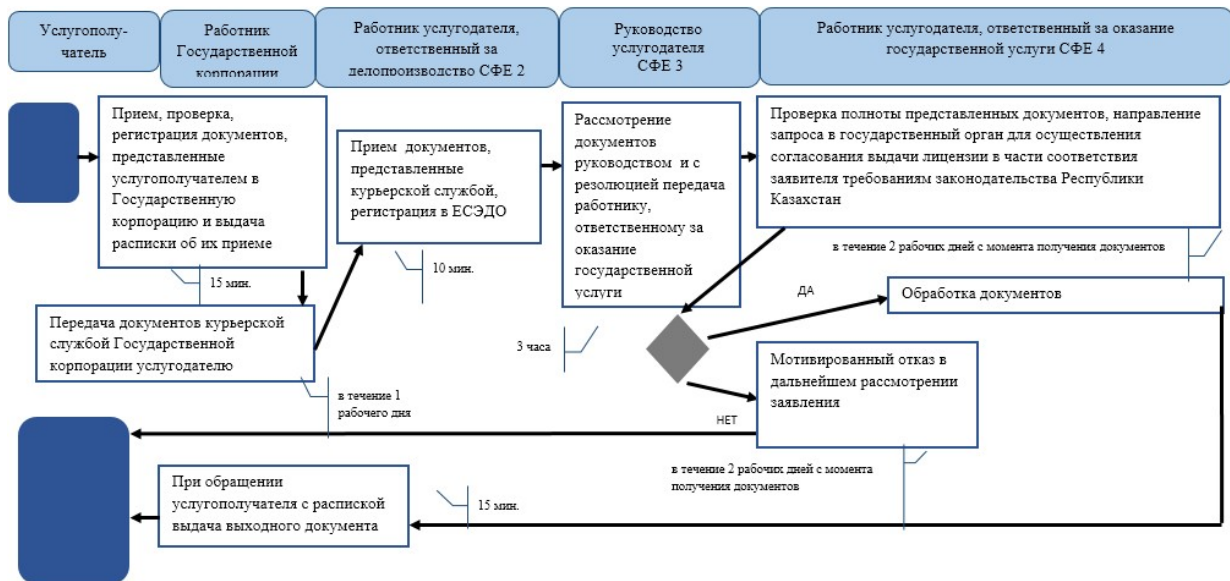 Услугополу-
чатель
Работник
Государственной
корпорации
Работник услугодателя,
ответственный за
делопроизводство СФЕ 2
Руководство
услугодателя
СФЕ 3
Работник услугодателя, ответственный за оказание
государственной услуги СФЕ 4
Прием, проверка,
регистрация документов,
представленные
услугополучателем в
Государственную
корпорацию и выдача
расписки об их приеме
15 мин.
Передача документов курьерской
службой Государственной
корпорации услугодателю
в течение 1
рабочего дня
Прием документов,
представленные
курьерской службой,
регистрация в ЕСЭДО
10 мин.
Рассмотрение
документов
руководством и с
резолюцией передача
работнику,
ответственному за
оказание
государственной
услуги
3 часа
Проверка полноты представленных документов, направление
запроса в государственный орган для осуществления
согласования выдачи лицензии в части соответствия
заявителя требованиям законодательства Республики
Казахстан
в течение 2 рабочих дней с момента получения документов
ДА
Обработка документов
Мотивированный отказ в
дальнейшем рассмотрении
заявления
НЕТ
в течение 2 рабочих дней с момента
получения документов
При обращении
услугополучателя с распиской
выдача выходного документа
15 мин.